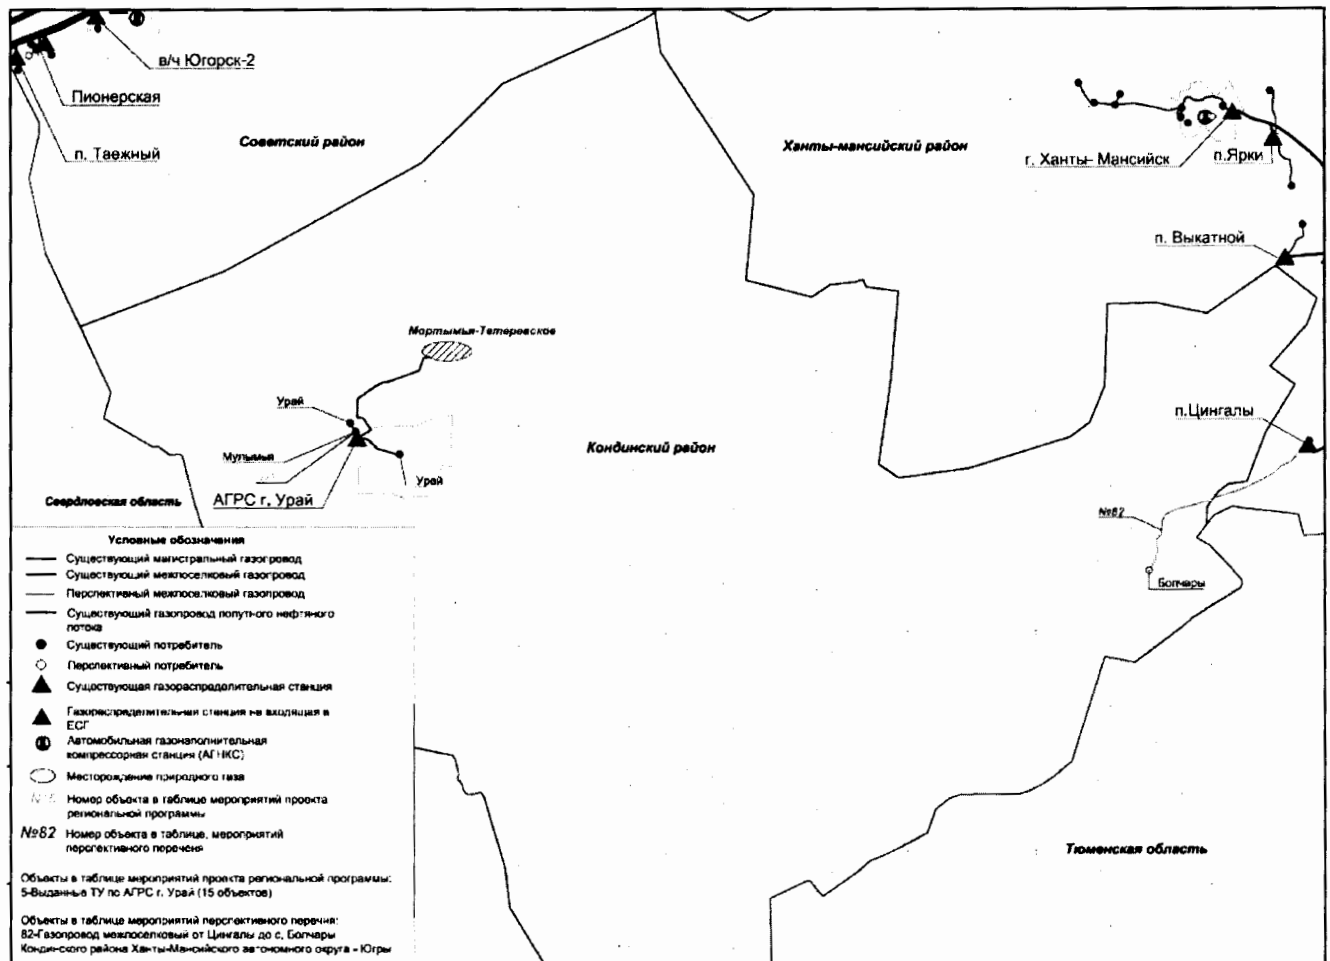 в/ч Югорск-2
Пионерская
п. Таежный
Советский район
Ханты-мансийский район
г. Ханты- Мансийск
п.Ярки
п. Выкатной
Мортымья-Тетеревское
Урай
Мулымья
Урай
АГРС г. Урай
Кондинский район
п.Цингалы
№82
Болчары
Свердловская область
Тюменская область
Условные обозначения
Существующий магистральный газопровод
Существующий межпоселковый газопровод
Перспективный межпоселковый газопровод
Существующий газопровод попутного нефтяного
потока
Существующий потребитель
Перспективный потребитель
Существующая газораспределительная станция
Газораспределительная станция не входящая в
ЕСГ
Автомобильная газонаполнительная
компрессорная станция (АГНКС)
Месторождение природного газа
Номер объекта в таблице мероприятий проекта
региональной программы
№82 Номер объекта в таблице, мероприятий
перспективного перечня
Объекты в таблице мероприятий проекта региональной программы:
5-Выданные ТУ по АГРС г. Урай (15 объектов)
Объекты в таблице мероприятий перспективного перечня:
82-Газопровод межпоселковый от Цингалы до с, Болчары
Кондинского района Ханты-Мансийского автономного округа - Югры